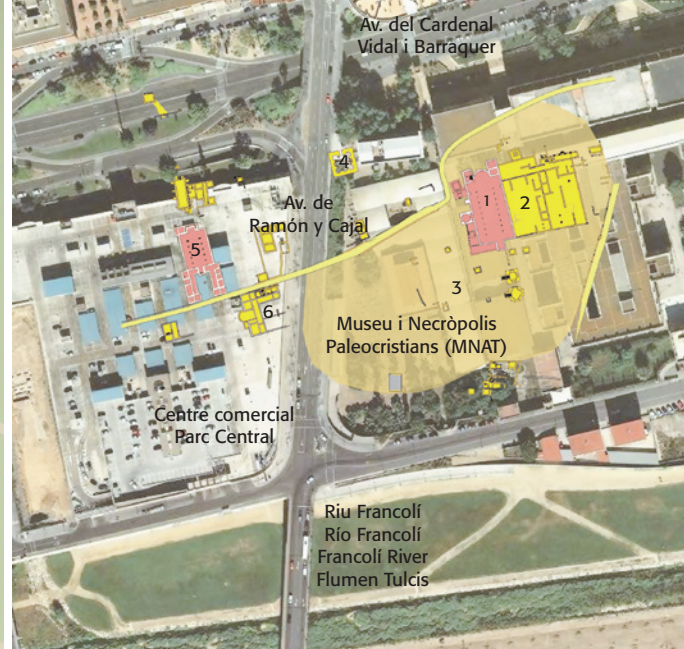 Av. del Cardenal
Vidal i Barraquer
4
1
2
Av. de
Ramón y Cajal
5
3
6
Museu i Necròpolis
Paleocristians (MNAT)
Centre comercial
Parc Central
Riu Francolí
Río Francolí
Francolí River
Flumen Tulcis